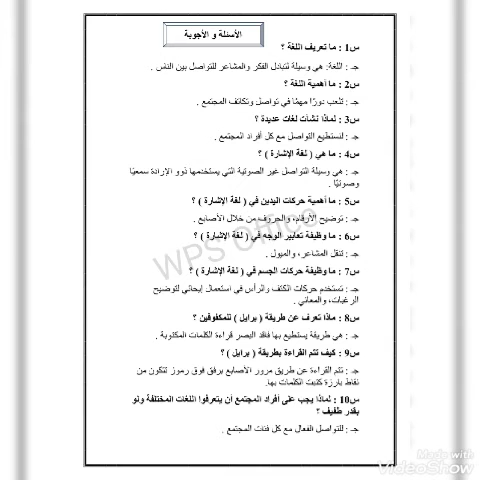 الأسئلة و الأجوبة
س1 : ما تعريف اللغة ؟
جـ : اللغة: هي وسيلة لتبادل الفكر والمشاعر للتواصل بين الناس .
س2 : ما أهمية اللغة ؟
جـ : تلعب دورًا مهمًا في تواصل وتكاتف المجتمع .
س3 : لماذا نشأت لغات عديدة ؟
جـ : لنستطيع التواصل مع كل أفراد المجتمع .
س4 : ما هي ( لغة الإشارة ) ؟
جـ : هي وسيلة التواصل غير الصوتية التي يستخدمها ذوو الإرادة سمعيًا
وصوتيًا .
س5 : ما أهمية حركات اليدين في ( لغة الإشارة ) ؟
جـ : توضيح الأرقام، والحروف من خلال الأصابع .
س6 : ما وظيفة تعابير الوجه في ( لغة الإشارة ) ؟
جـ : تنقل المشاعر، والميول .
س7 : ما وظيفة حركات الجسم في ( لغة الإشارة ) ؟
جـ : تستخدم حركات الكتف والرأس في استعمال إيحائي لتوضيح
الرغبات، والمعاني .
س8 : ماذا تعرف عن طريقة ( برايل ) للمكفوفين ؟
جـ : هي طريقة يستطيع بها فاقد البصر قراءة الكلمات المكتوبة .
س9 : كيف تتم القراءة بطريقة ( برايل ) ؟
جـ : تتم القراءة عن طريق مرور الأصابع برفق فوق رموز تتكون من
نقاط بارزة كتبت الكلمات بها.
س10 : لماذا يجب على أفراد المجتمع أن يتعرفوا اللغات المختلفة ولو
بقدر طفيف ؟
جـ : للتواصل الفعال مع كل فئات المجتمع .
WPS Office
Made with
VideoShow